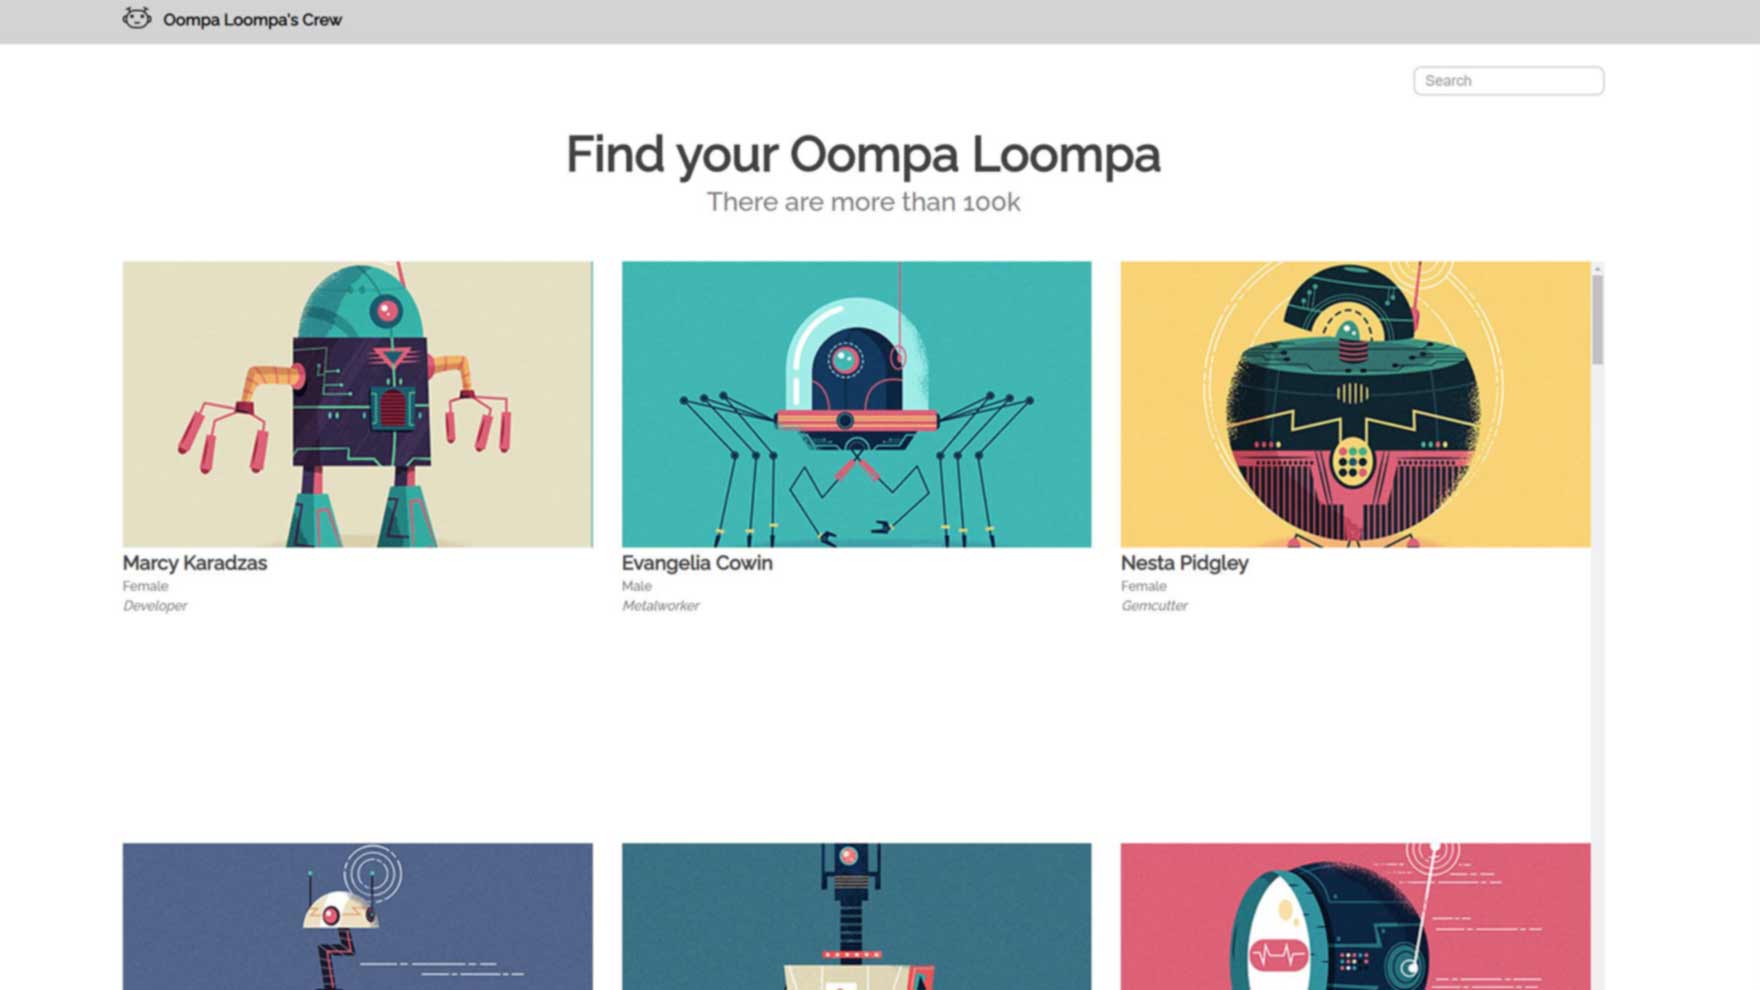 Oompa Loompa's Crew
Search
Find your Oompa Loompa
There are more than 100k
Marcy Karadzas
Female
Developer
Evangelia Cowin
Male
Metalworker
Nesta Pidgley
Female
Gemcutter